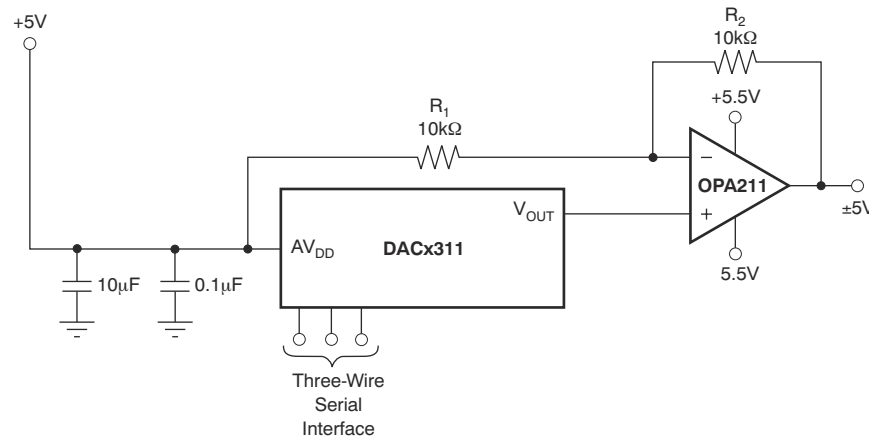 +5V
R2
10kΩ
+5.5V
R1
10kΩ
−
OPA211
+
±5V
5.5V
VOUT
AVDD
DACx311
10μF
0.1μF
Three-Wire
Serial
Interface